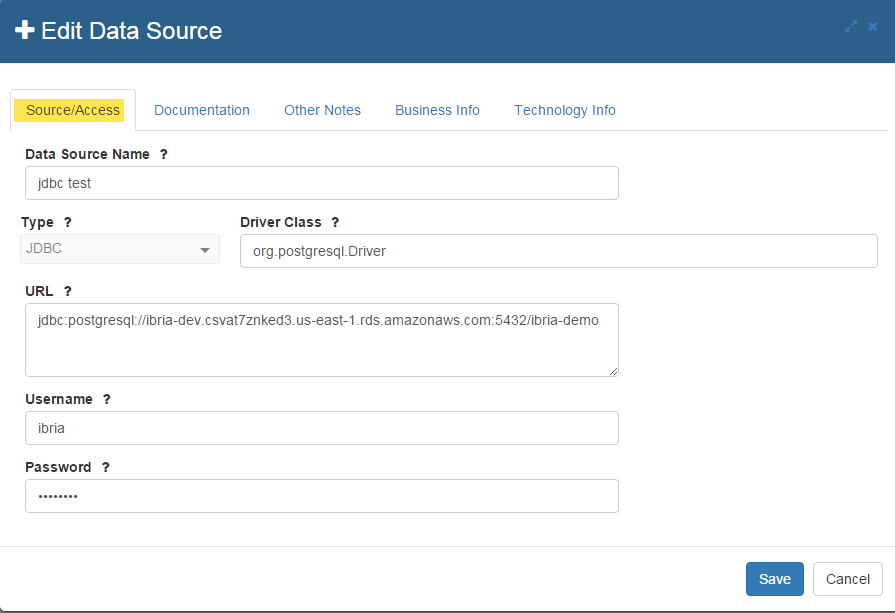 Edit Data Source
Source/Access Documentation Other Notes Business Info Technology Info
Data Source Name ?
jdbc test
Type ? Driver Class ?
JDBC org.postgresql.Driver
URL ?
jdbc:postgresql://ibria-dev.csvat7znked3.us-east-1.rds.amazonaws.com:5432/ibria-demo
Username ?
ibria
Password ?
••••••••
Save Cancel